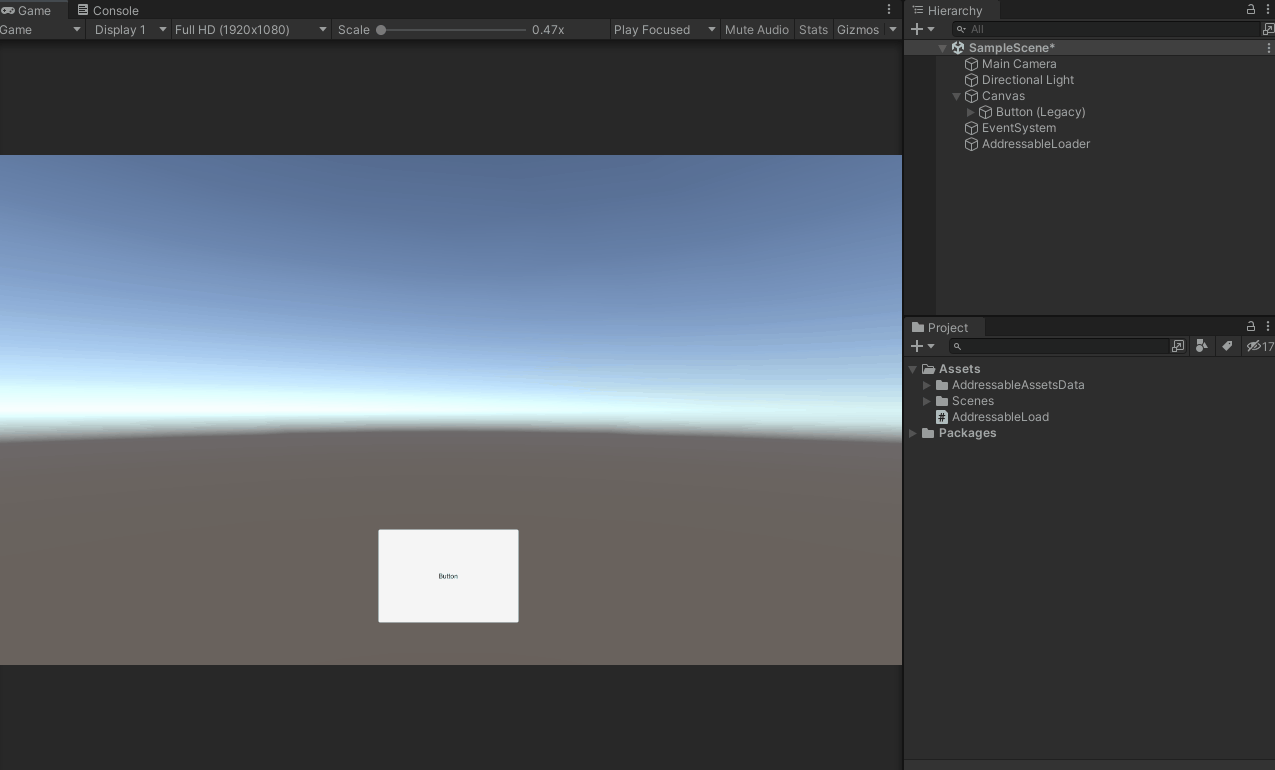 Game
Console
Game
Display 1
Full HD (1920x1080)
Scale
0.47x
Play Focused
Mute Audio
Stats
Gizmos
Button
Hierarchy
All
SampleScene*
Main Camera
Directional Light
Canvas
Button (Legacy)
EventSystem
AddressableLoader
Project
17
Assets
AddressableAssetsData
Scenes
# AddressableLoad
Packages